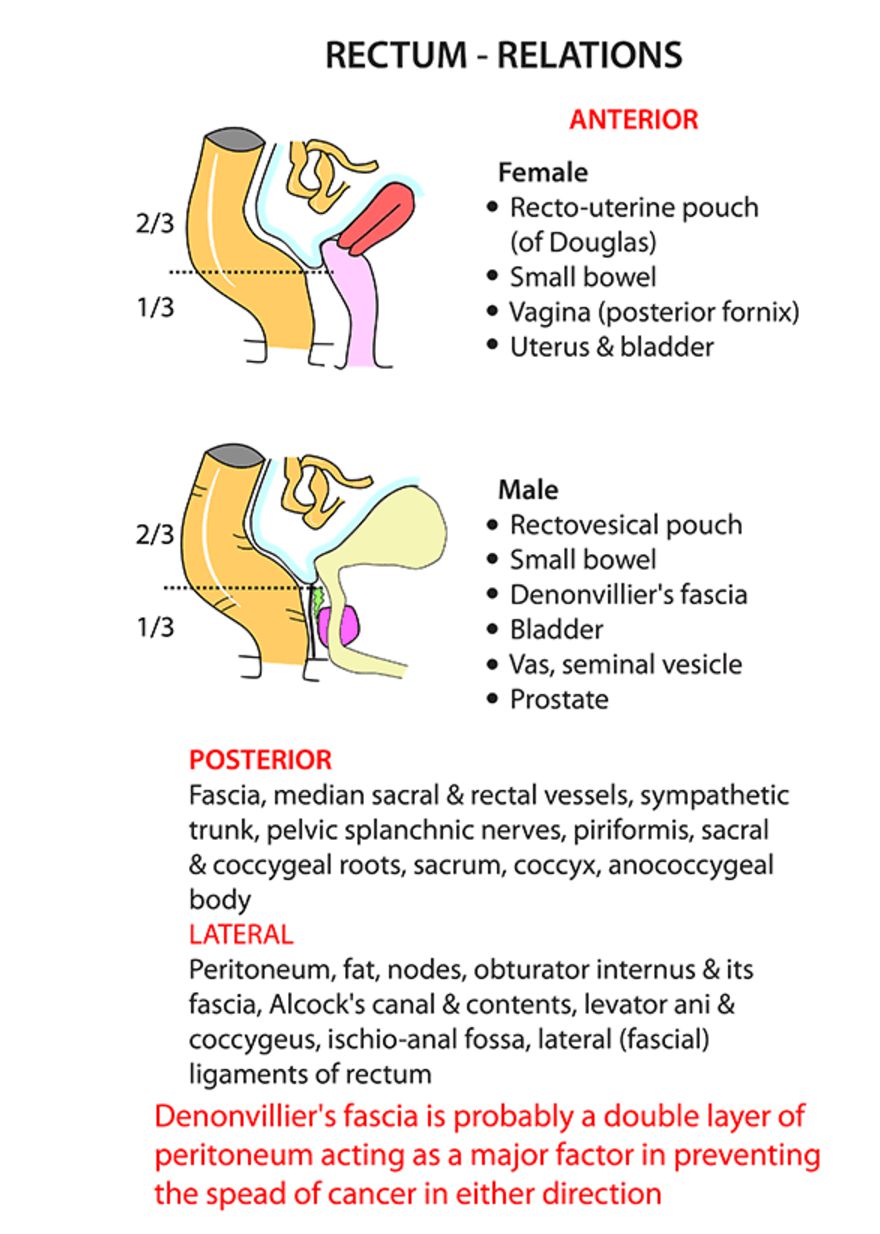 RECTUM - RELATIONS
ANTERIOR
Female
• Recto-uterine pouch
(of Douglas)
• Small bowel
• Vagina (posterior fornix)
• Uterus & bladder
2/3
1/3
Male
• Rectovesical pouch
• Small bowel
• Denonvillier's fascia
• Bladder
• Vas, seminal vesicle
• Prostate
2/3
1/3
POSTERIOR
Fascia, median sacral & rectal vessels, sympathetic
trunk, pelvic splanchnic nerves, piriformis, sacral
& coccygeal roots, sacrum, coccyx, anococcygeal
body
LATERAL
Peritoneum, fat, nodes, obturator internus & its
fascia, Alcock's canal & contents, levator ani &
coccygeus, ischio-anal fossa, lateral (fascial)
ligaments of rectum
Denonvillier's fascia is probably a double layer of
peritoneum acting as a major factor in preventing
the spead of cancer in either direction